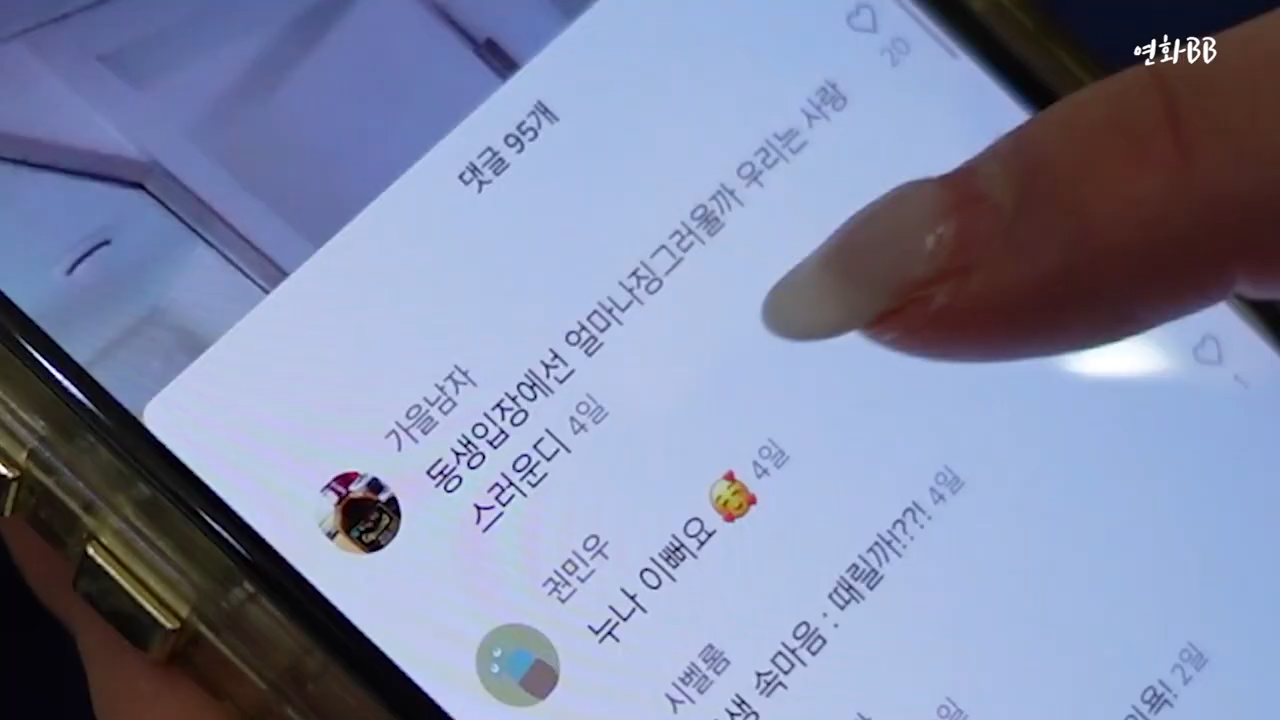 연화BB
댓글 95개
20
가을남자
동생입장에선 얼마나징그러울까 우리는 사랑
스러운디 4일
권민우
누나 이뻐요 🥰 4일
1
시벨롬
속마음 : 때릴까!??! 4일
2일